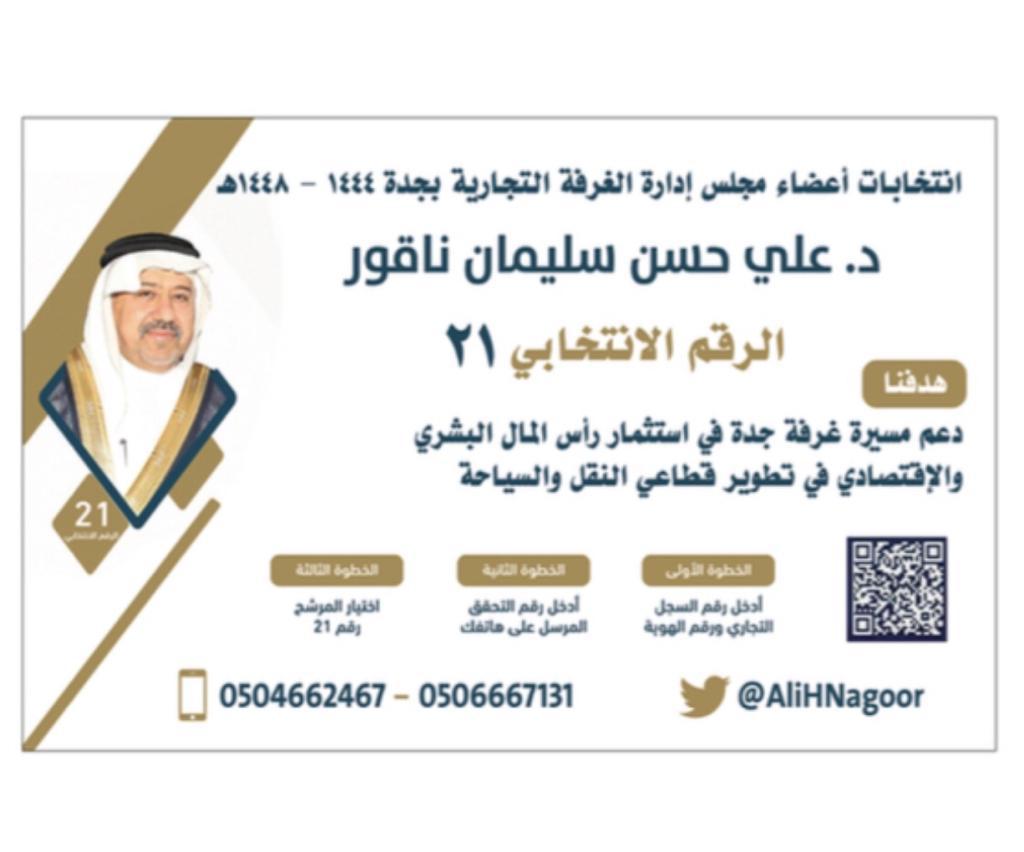 انتخابات أعضاء مجلس إدارة الغرفة التجارية بجدة ١٤٤٤ - ١٤٤٨هـ
د. علي حسن سليمان ناقور
الرقم الانتخابي ٢١
هدفنا
دعم مسيرة غرفة جدة في استثمار رأس المال البشري
والإقتصادي في تطوير قطاعي النقل والسياحة
21
الرقم الانتخابي
الخطوة الأولى
أدخل رقم السجل
التجاري ورقم الهوية
الخطوة الثانية
أدخل رقم التحقق
المرسل على هاتفك
الخطوة الثالثة
اختيار المرشح
رقم 21
@AliHNagoor
0504662467 – 0506667131